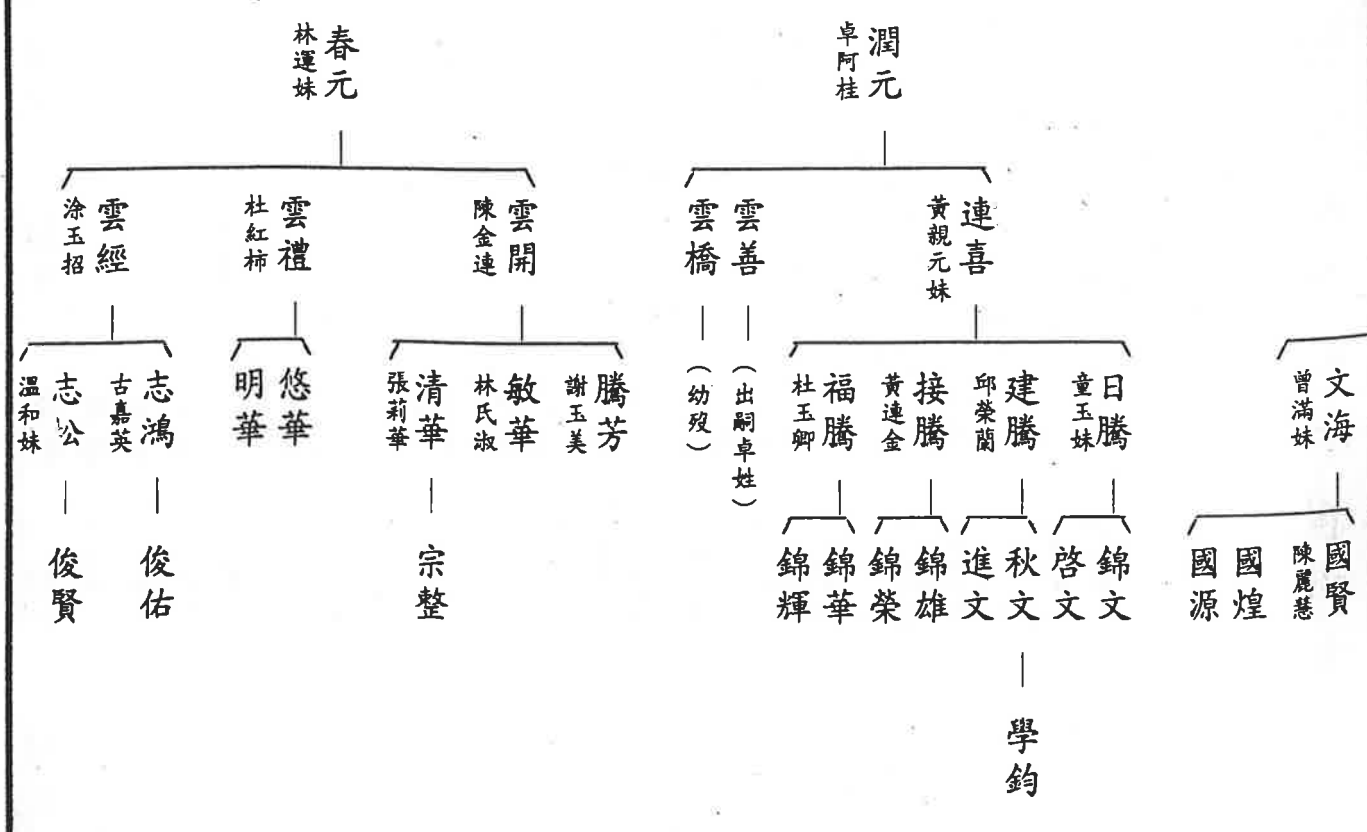 潤元
卓阿桂
春元
林運妹
連喜
黃親元妹
雲善
雲橋
雲開
陳金連
雲禮
杜紅柿
雲經
涂玉招
文海
曾滿妹
日騰
童玉妹
建騰
邱榮蘭
接騰
黃連金
福騰
杜玉卿
（出嗣卓姓）
（幼歿）
騰芳
謝玉美
敏華
林氏淑
清華
張莉華
悠華
明華
志鴻
古嘉英
志公
溫和妹
國賢
陳麗慧
國煌
國源
錦文
啓文
秋文
進文
錦雄
錦榮
錦華
錦輝
宗整
俊佑
俊賢
學鈞